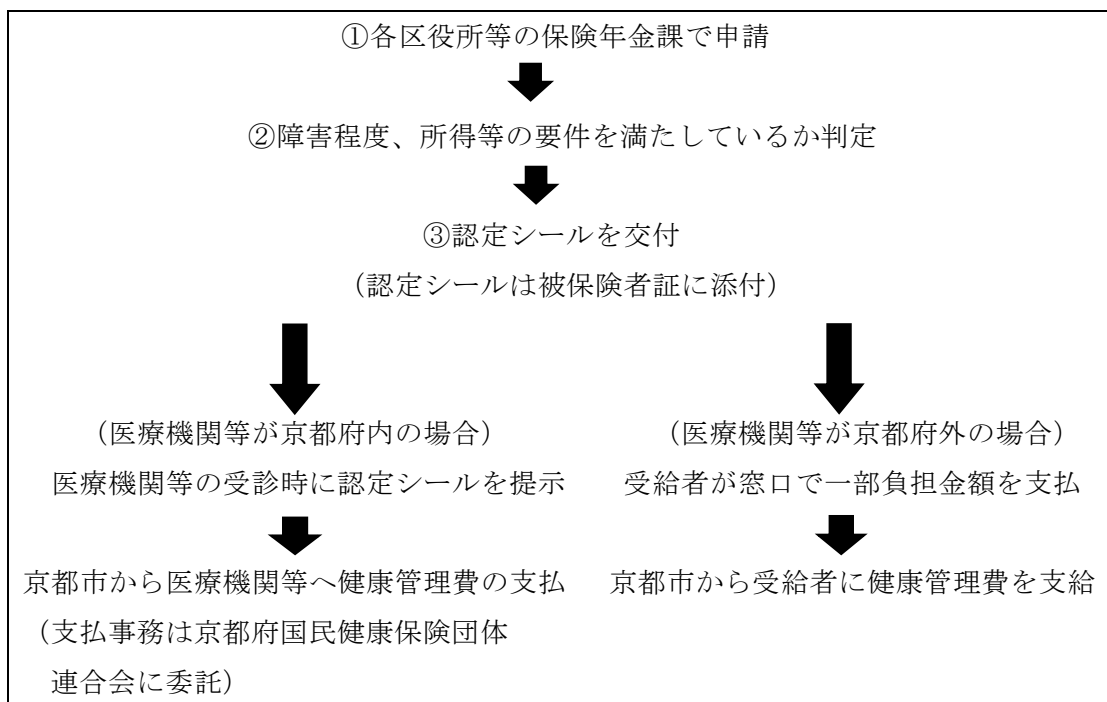 ①各区役所等の保険年金課で申請
②障害程度、所得等の要件を満たしているか判定
③認定シールを交付
（認定シールは被保険者証に添付）
（医療機関等が京都府内の場合）
医療機関等の受診時に認定シールを提示
京都市から医療機関等へ健康管理費の支払
（支払事務は京都府国民健康保険団体
連合会に委託）
（医療機関等が京都府外の場合）
受給者が窓口で一部負担金額を支払
京都市から受給者に健康管理費を支給